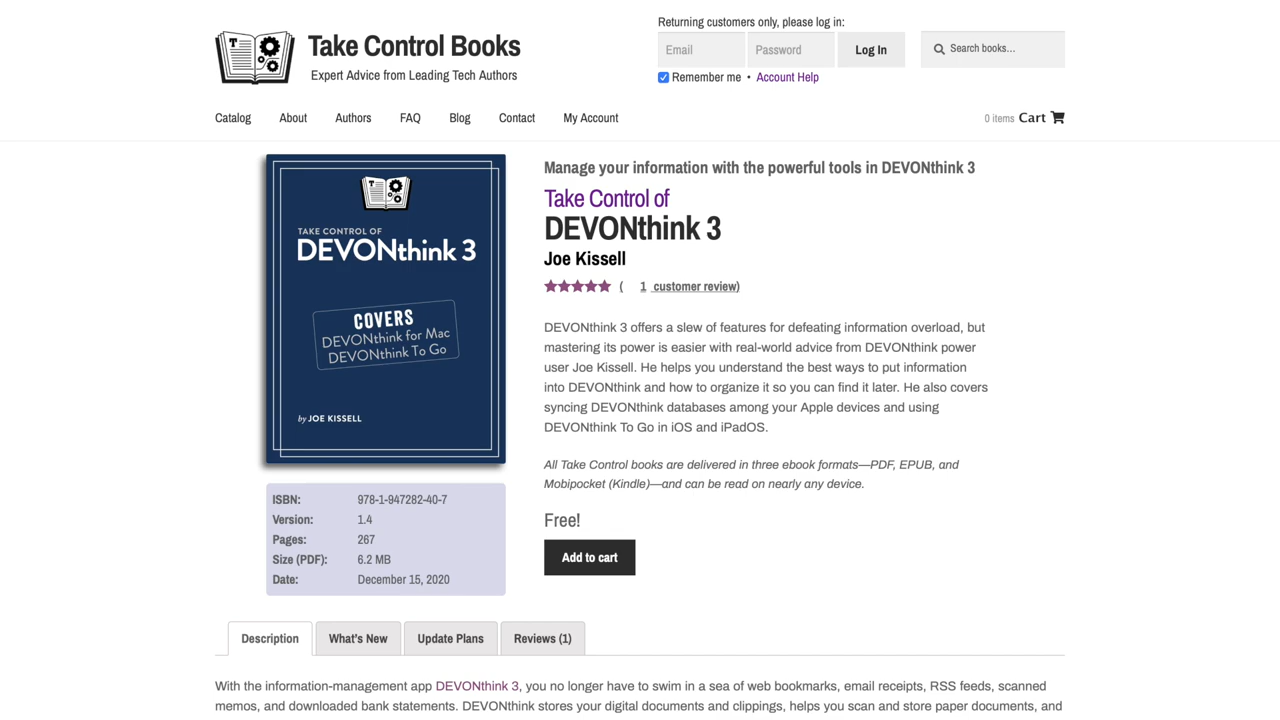 Take Control Books
Expert Advice from Leading Tech Authors
Returning customers only, please log in:
Email
Password
Log In
Search books...
Remember me • Account Help
Catalog
About
Authors
FAQ
Blog
Contact
My Account
0 items Cart
T
TAKE CONTROL OF
DEVONthink 3
COVERS
DEVONthink for Mac
DEVONthink To Go
by JOE KISSELL
ISBN: 978-1-947282-40-7
Version: 1.4
Pages: 267
Size (PDF): 6.2 MB
Date: December 15, 2020
Manage your information with the powerful tools in DEVONthink 3
Take Control of
DEVONthink 3
Joe Kissell
( 1 customer review)
DEVONthink 3 offers a slew of features for defeating information overload, but
mastering its power is easier with real-world advice from DEVONthink power
user Joe Kissell. He helps you understand the best ways to put information
into DEVONthink and how to organize it so you can find it later. He also covers
syncing DEVONthink databases among your Apple devices and using
DEVONthink To Go in iOS and iPadOS.
All Take Control books are delivered in three ebook formats—PDF, EPUB, and
Mobipocket (Kindle)—and can be read on nearly any device.
Free!
Add to cart
Description
What's New
Update Plans
Reviews (1)
With the information-management app DEVONthink 3, you no longer have to swim in a sea of web bookmarks, email receipts, RSS feeds, scanned
memos, and downloaded bank statements. DEVONthink stores your digital documents and clippings, helps you scan and store paper documents, and